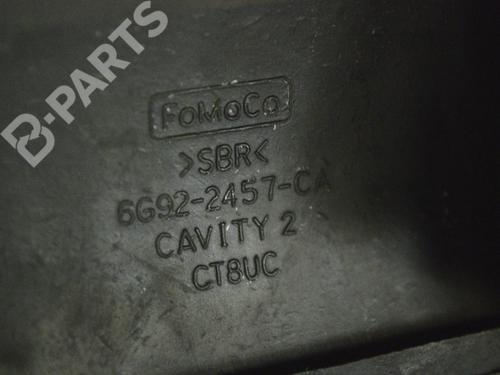 B-PARTS
FoMoCo
>SBR<
6G92-2457-CA
CAVITY 2
CT8UC